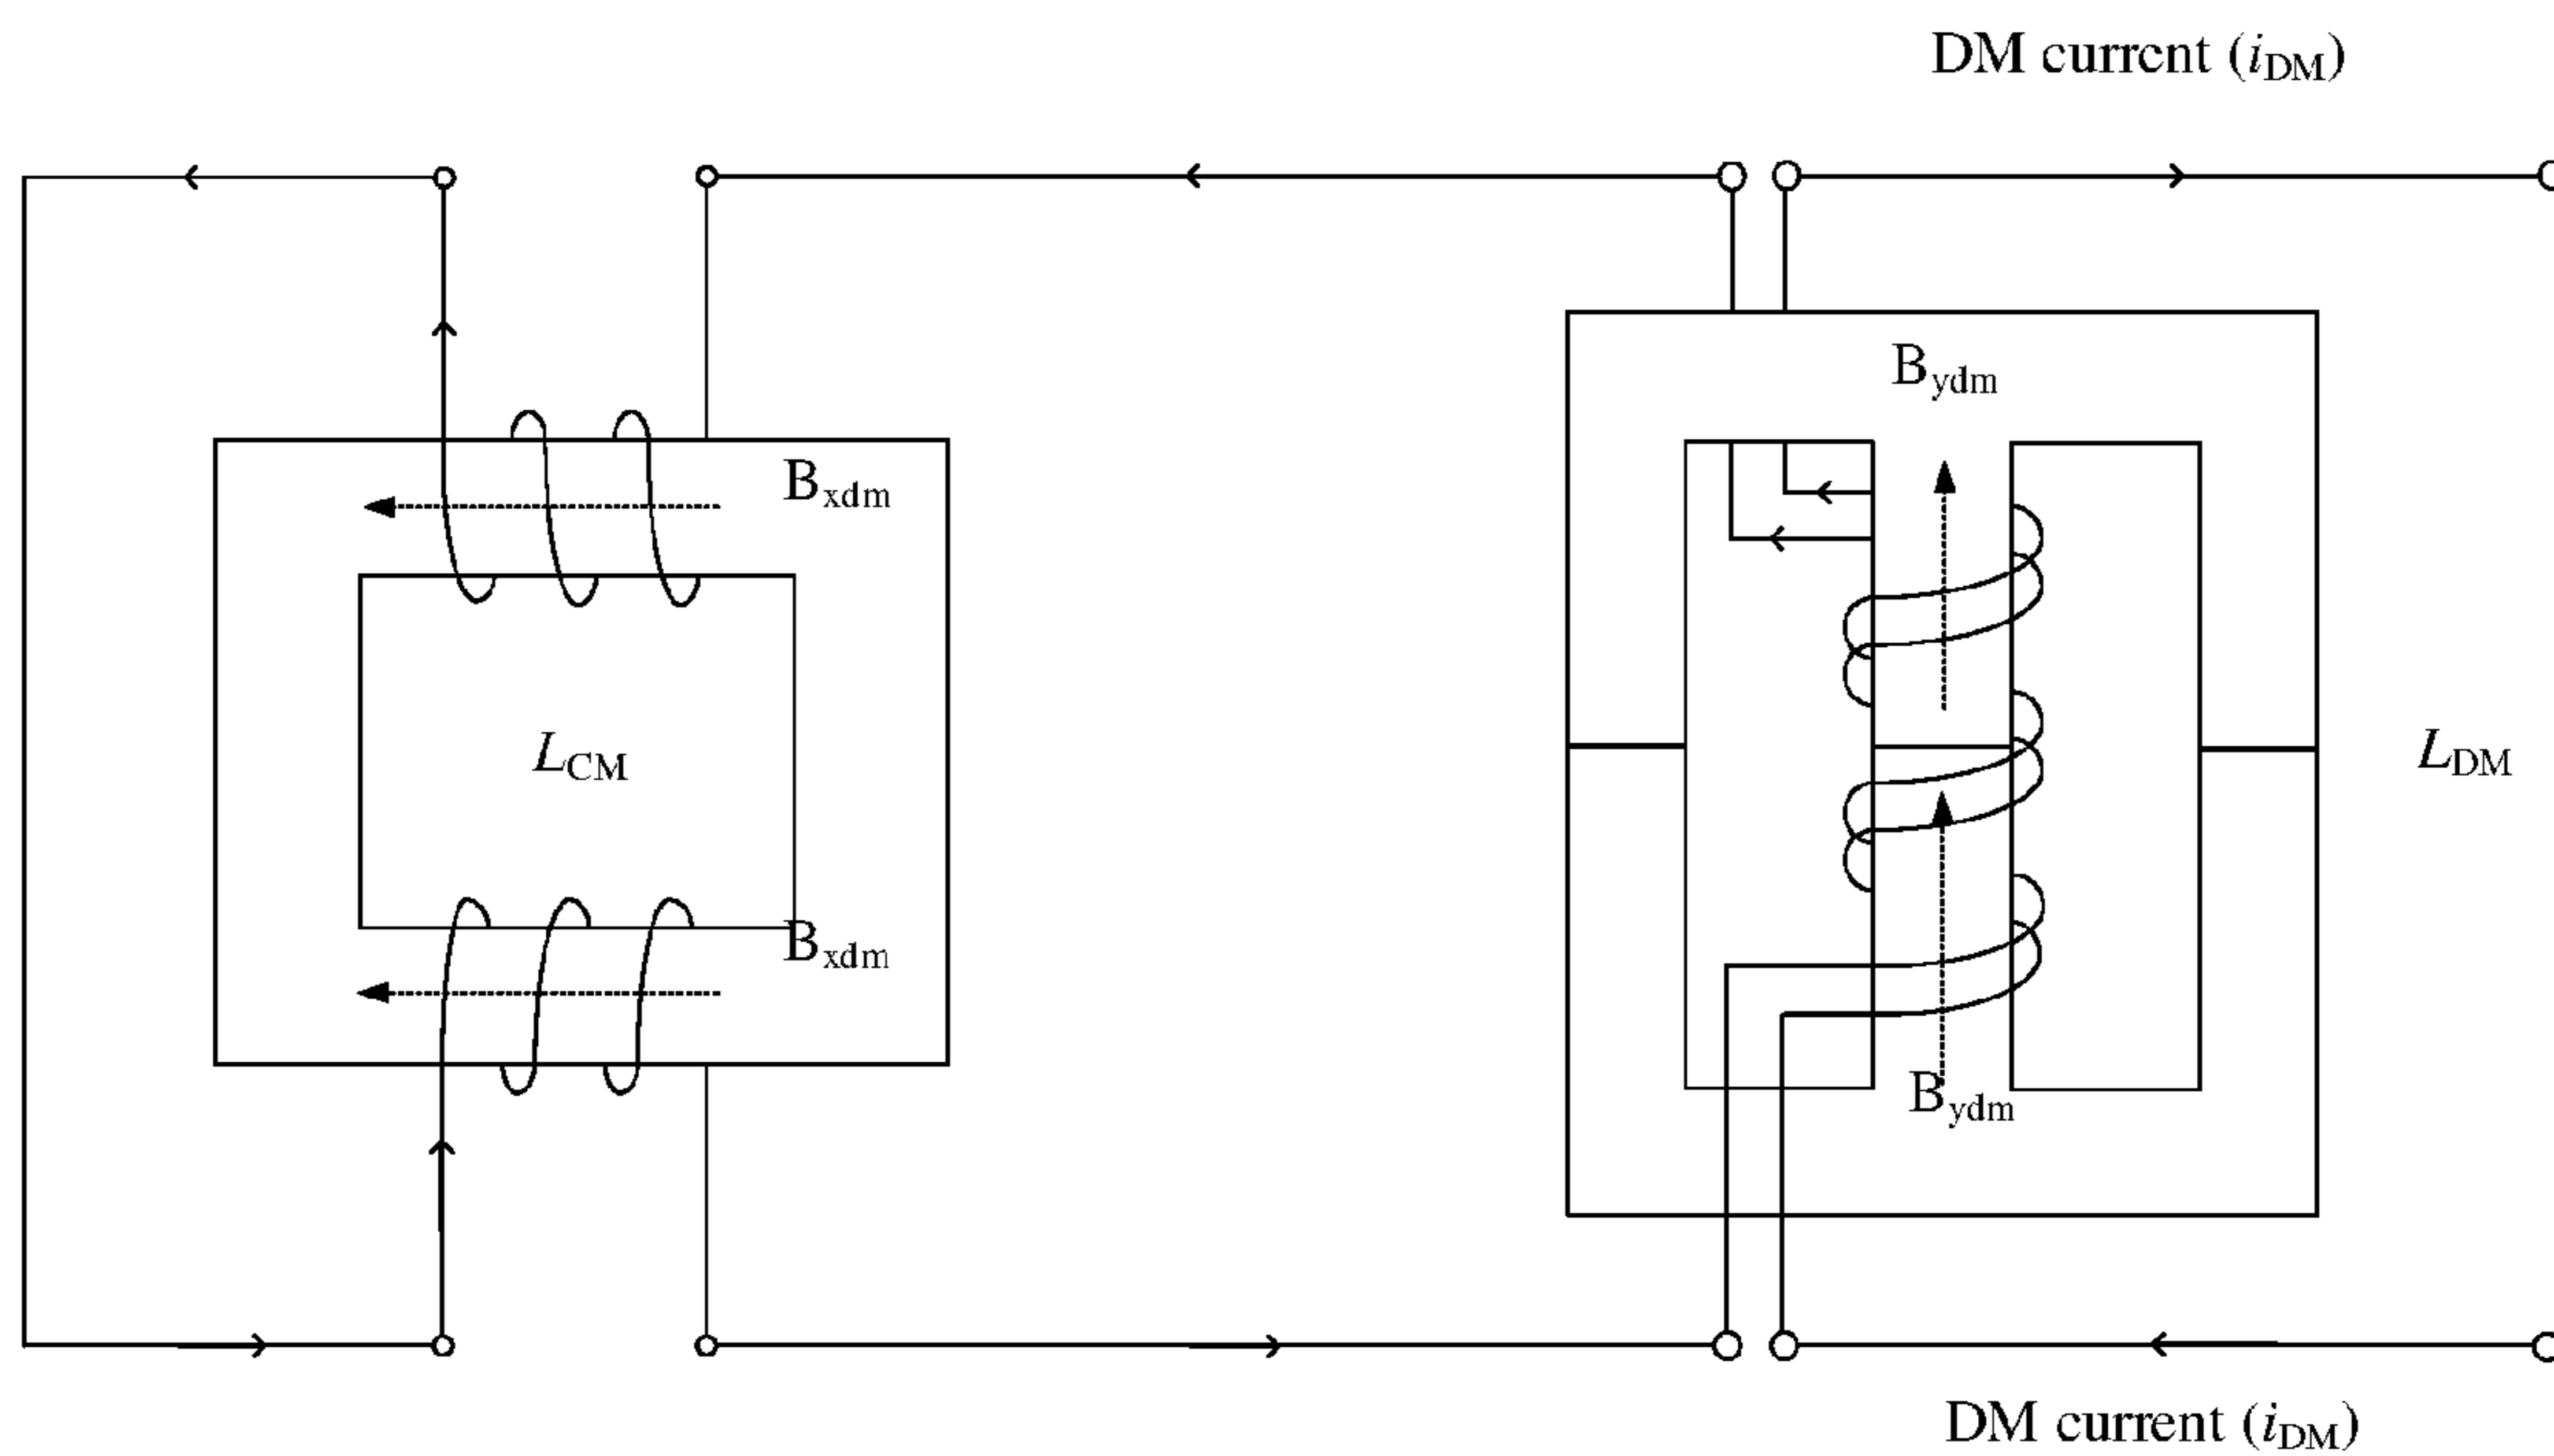 DM current (iDM)
Bydm
Bxdm
LCM
LDM
Bxdm
Bydm
DM current (iDM)